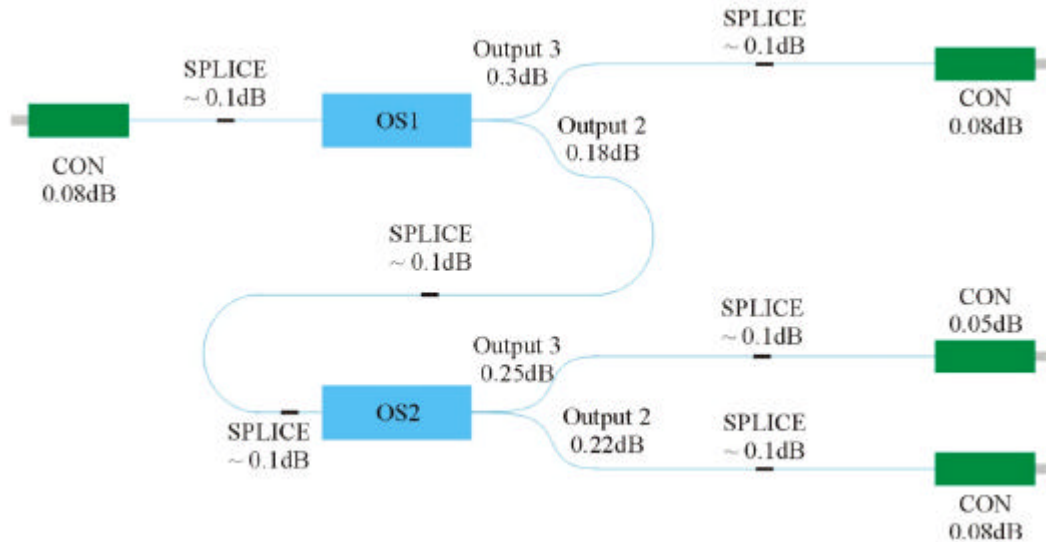 SPLICE
~ 0.1dB
CON
0.08dB
OS1
Output 3
0.3dB
SPLICE
~ 0.1dB
CON
0.08dB
Output 2
0.18dB
SPLICE
~ 0.1dB
SPLICE
~ 0.1dB
OS2
Output 3
0.25dB
SPLICE
~ 0.1dB
CON
0.05dB
Output 2
0.22dB
SPLICE
~ 0.1dB
CON
0.08dB